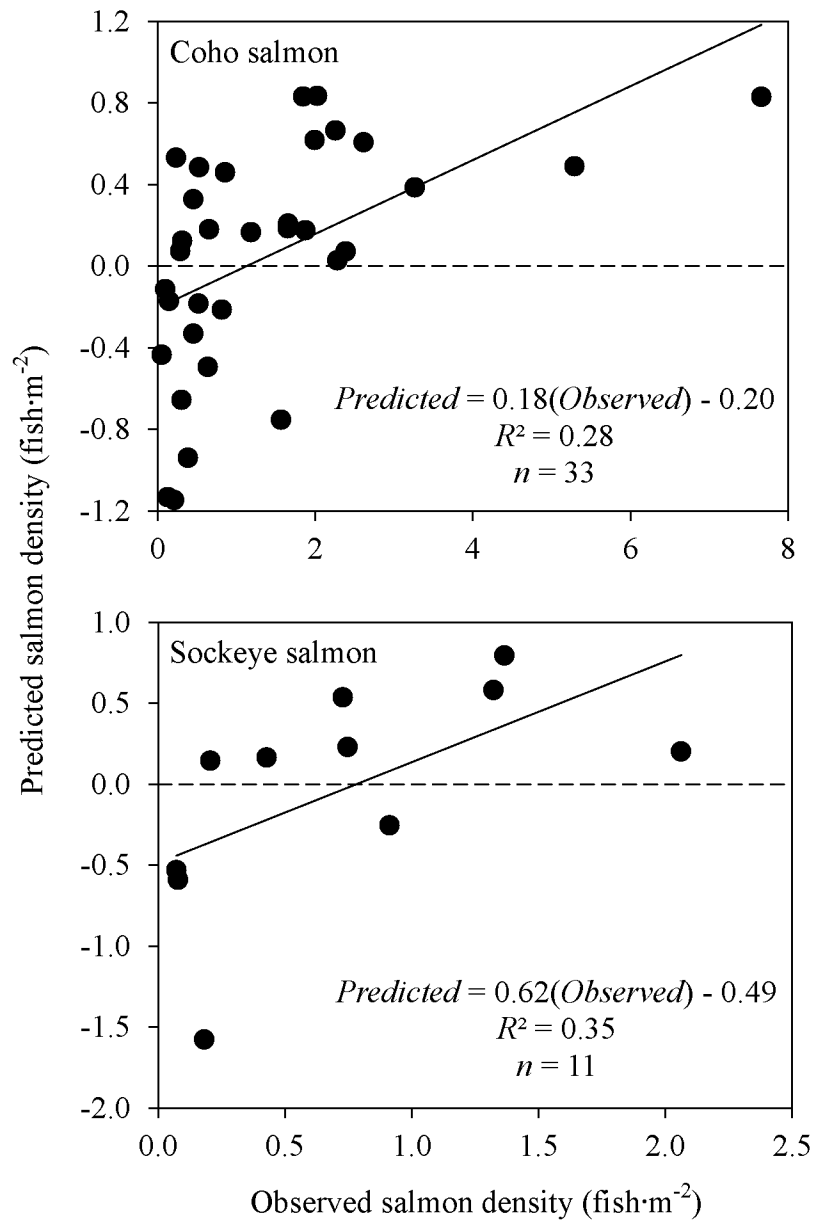 Predicted salmon density (fish·m⁻²)
1.2
Coho salmon
0.8
0.4
0.0
-0.4
-0.8
-1.2
Predicted = 0.18(Observed) - 0.20
R² = 0.28
n = 33
0 2 4 6 8
1.0
Sockeye salmon
0.5
0.0
-0.5
-1.0
-1.5
-2.0
Predicted = 0.62(Observed) - 0.49
R² = 0.35
n = 11
0.0 0.5 1.0 1.5 2.0 2.5
Observed salmon density (fish·m⁻²)